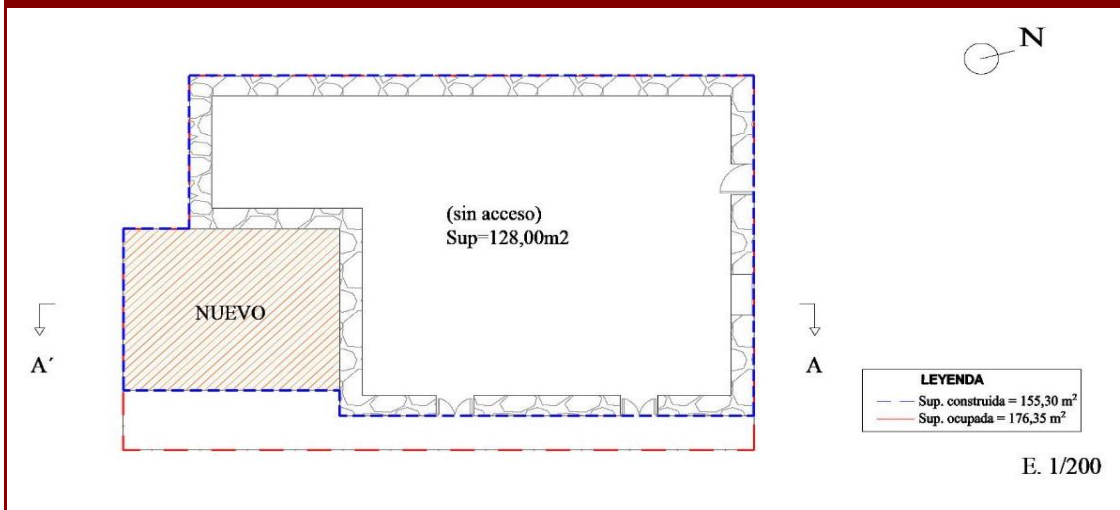 N
(sin acceso)
Sup=128,00m2
NUEVO
A´
A
LEYENDA
Sup. construida = 155,30 m²
Sup. ocupada = 176,35 m²
E. 1/200